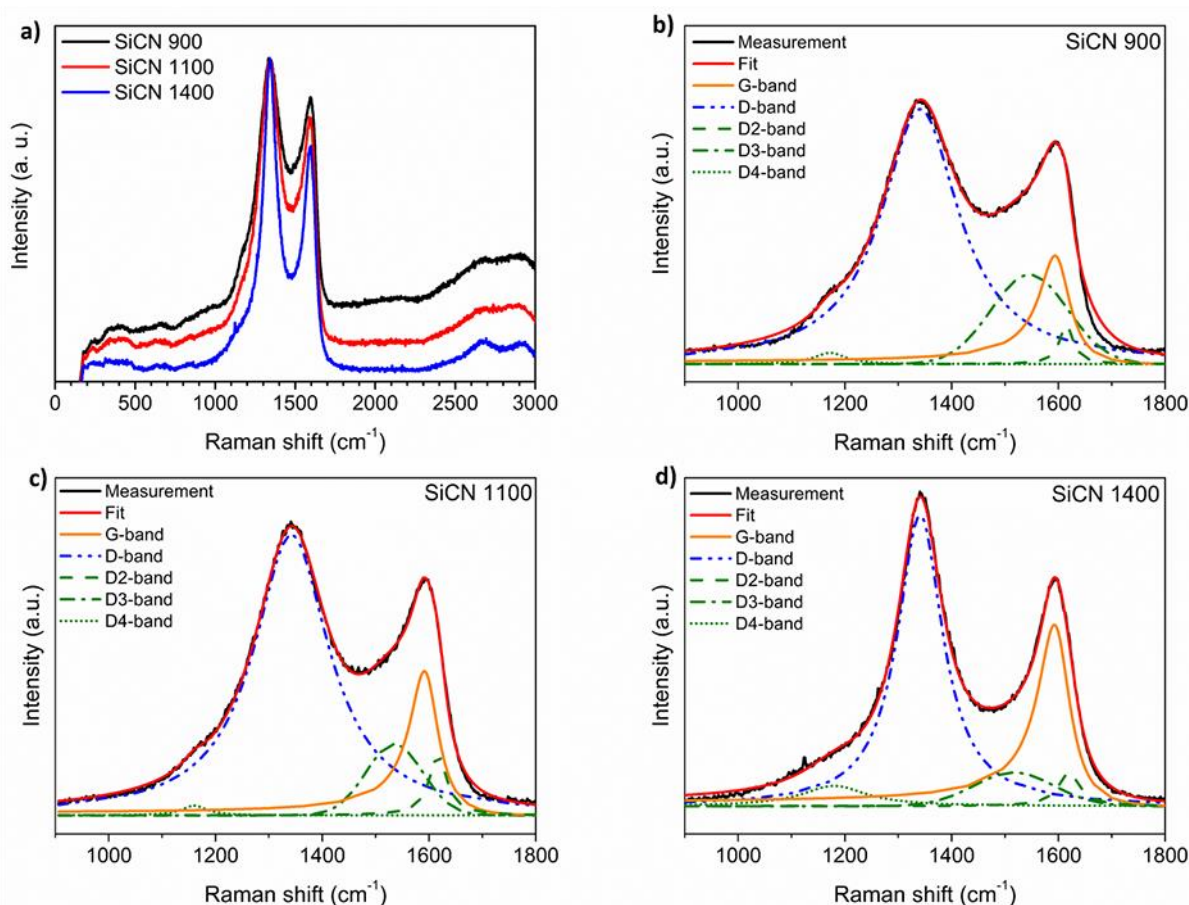 a)
SiCN 900
SiCN 1100
SiCN 1400
Intensity (a. u.)
0 500 1000 1500 2000 2500 3000
Raman shift (cm⁻¹)
b)
SiCN 900
Measurement
Fit
G-band
D-band
D2-band
D3-band
D4-band
Intensity (a.u.)
1000 1200 1400 1600 1800
Raman shift (cm⁻¹)
c)
SiCN 1100
Measurement
Fit
G-band
D-band
D2-band
D3-band
D4-band
Intensity (a.u.)
1000 1200 1400 1600 1800
Raman shift (cm⁻¹)
d)
SiCN 1400
Measurement
Fit
G-band
D-band
D2-band
D3-band
D4-band
Intensity (a.u.)
1000 1200 1400 1600 1800
Raman shift (cm⁻¹)